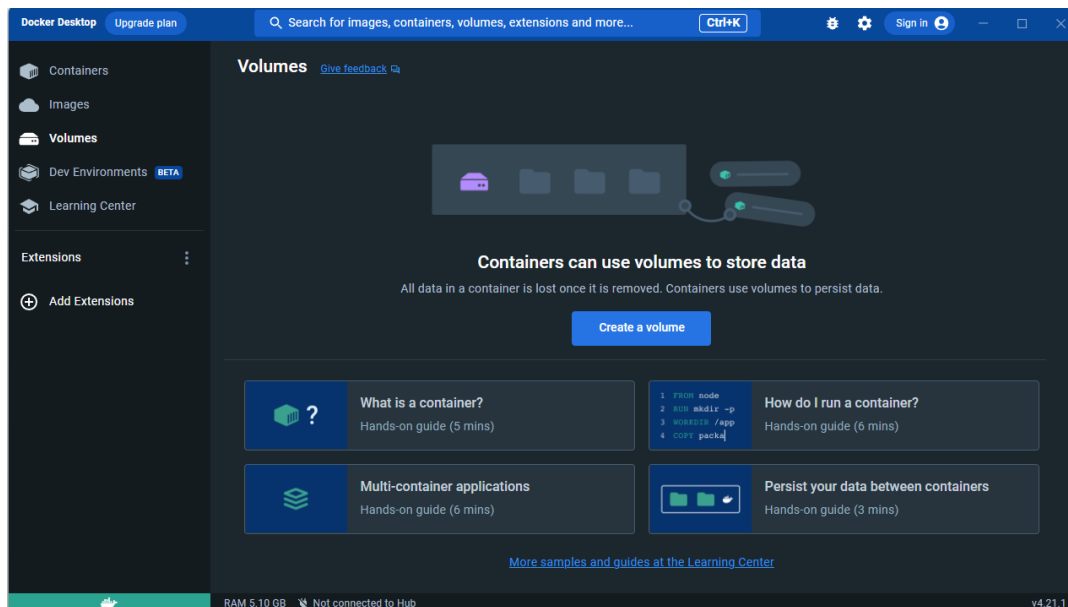 Docker Desktop Upgrade plan Search for images, containers, volumes, extensions and more... Ctrl+K Sign in
Containers
Images
Volumes
Dev Environments BETA
Learning Center
Extensions
Add Extensions
Volumes Give feedback
Containers can use volumes to store data
All data in a container is lost once it is removed. Containers use volumes to persist data.
Create a volume
?
What is a container?
Hands-on guide (5 mins)
1 FROM node
2 RUN mkdir -p
3 WORKDIR /app
4 COPY packa
How do I run a container?
Hands-on guide (6 mins)
Multi-container applications
Hands-on guide (6 mins)
Persist your data between containers
Hands-on guide (3 mins)
More samples and guides at the Learning Center
RAM 5.10 GB Not connected to Hub v4.21.1